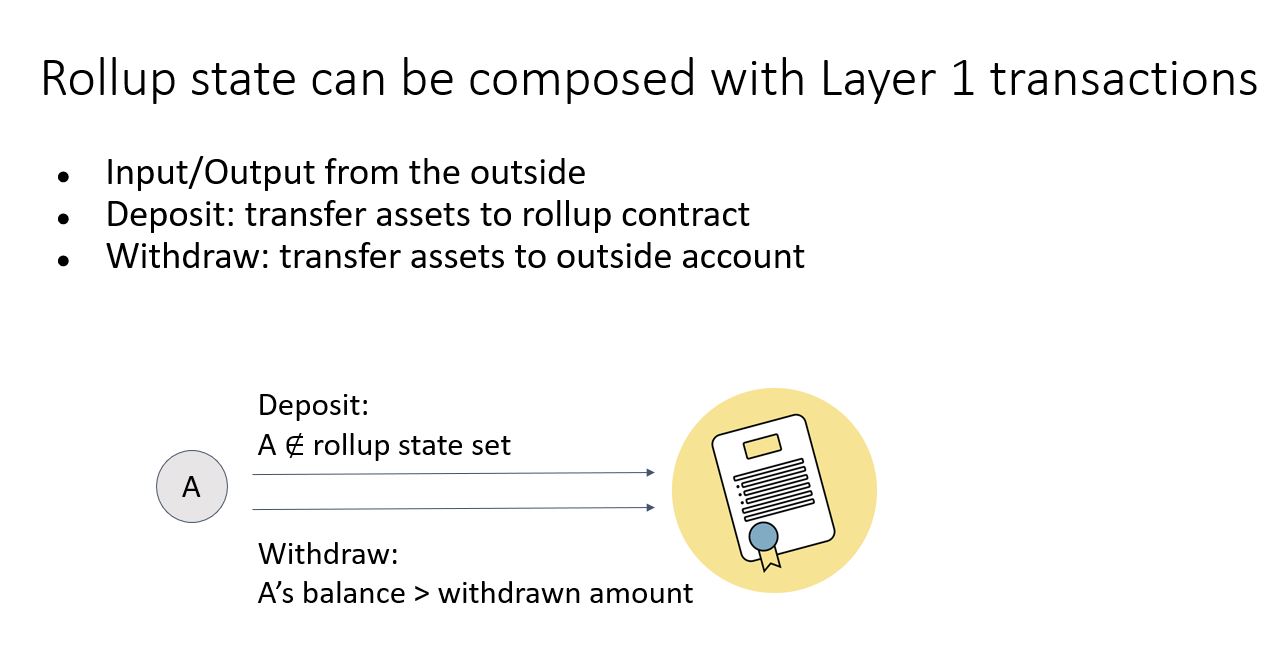 Rollup state can be composed with Layer 1 transactions
● Input/Output from the outside
● Deposit: transfer assets to rollup contract
● Withdraw: transfer assets to outside account
Deposit:
A ∉ rollup state set
A
Withdraw:
A’s balance > withdrawn amount